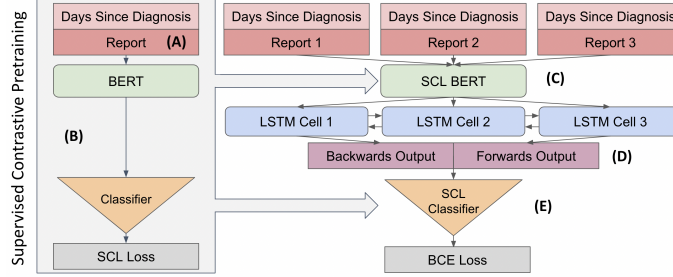 Supervised Contrastive Pretraining
Days Since Diagnosis
Report (A)
BERT
(B)
Classifier
SCL Loss
Days Since Diagnosis Days Since Diagnosis Days Since Diagnosis
Report 1 Report 2 Report 3
SCL BERT (C)
LSTM Cell 1 LSTM Cell 2 LSTM Cell 3
Backwards Output Forwards Output (D)
SCL
Classifier (E)
BCE Loss